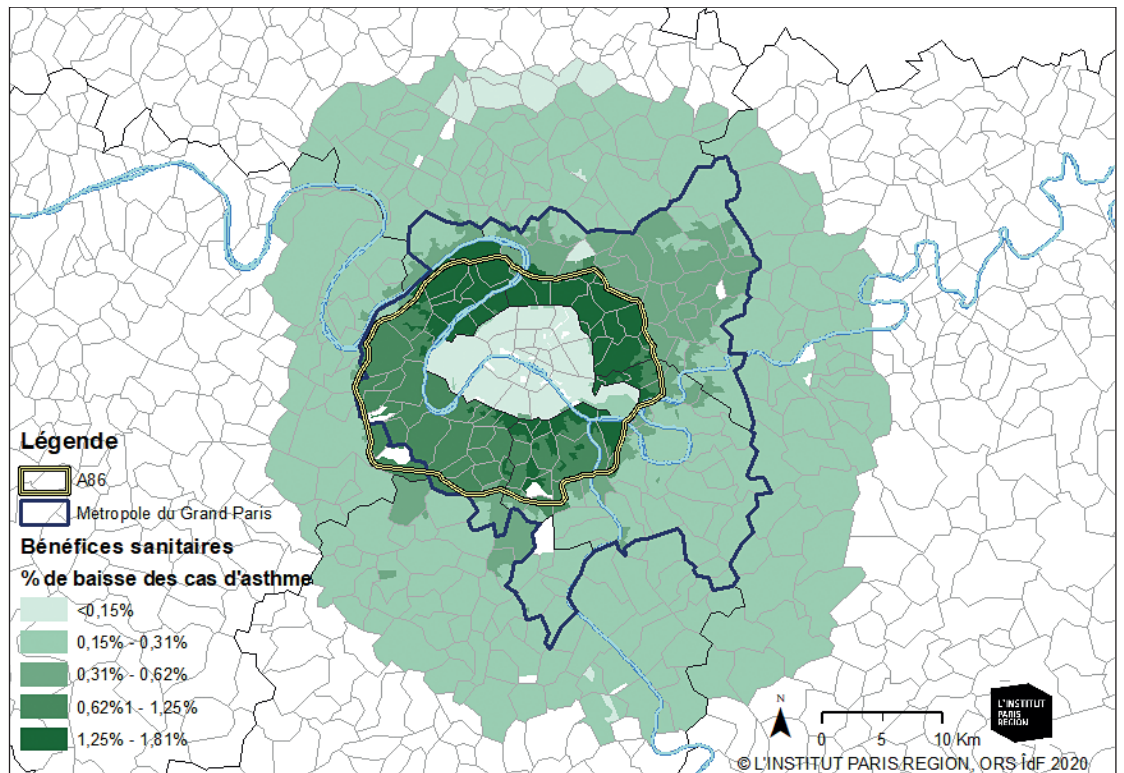 Légende
A86
Métropole du Grand Paris
Bénéfices sanitaires
% de baisse des cas d'asthme
<0,15%
0,15% - 0,31%
0,31% - 0,62%
0,62%1 - 1,25%
1,25% - 1,81%
N
0 5 10 Km
L'INSTITUT
PARIS
REGION
© L'INSTITUT PARIS REGION, ORS IdF 2020